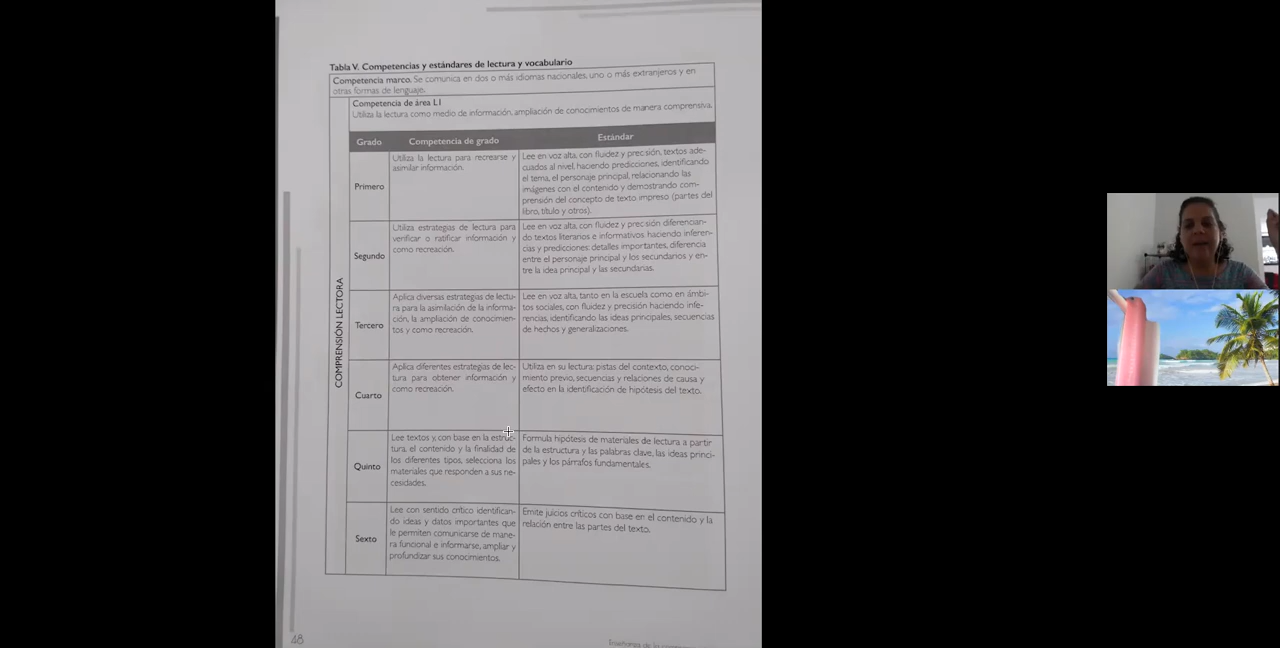 Tabla V. Competencias y estándares de lectura y vocabulario
Competencia marco. Se comunica en dos o más idiomas nacionales, uno o más extranjeros y en
otras formas de lenguaje.
Competencia de área L1
Utiliza la lectura como medio de información, ampliación de conocimientos de manera comprensiva.
Grado
Competencia de grado
Estándar
COMPRENSIÓN LECTORA
Primero
Utiliza la lectura para recrearse y
asimilar información.
Lee en voz alta, con fluidez y precisión, textos ade-
cuados al nivel, haciendo predicciones, identificando
el tema, el personaje principal, relacionando las
imágenes con el contenido y demostrando com-
prensión del concepto de texto impreso (partes del
libro, título y otros).
Segundo
Utiliza estrategias de lectura para
verificar o ratificar información y
como recreación.
Lee en voz alta, con fluidez y precisión diferencian-
do textos literarios e informativos haciendo inferen-
cias y predicciones; detalles importantes, diferencia
entre el personaje principal y los secundarios y en-
tre la idea principal y las secundarias.
Tercero
Aplica diversas estrategias de lectu-
ra para la asimilación de la informa-
ción, la ampliación de conocimien-
tos y como recreación.
Lee en voz alta, tanto en la escuela como en ámbi-
tos sociales, con fluidez y precisión haciendo infe-
rencias, identificando las ideas principales, secuencias
de hechos y generalizaciones.
Cuarto
Aplica diferentes estrategias de lec-
tura para obtener información y
como recreación.
Utiliza en su lectura: pistas del contexto, conoci-
miento previo, secuencias y relaciones de causa y
efecto en la identificación de hipótesis del texto.
Quinto
Lee textos y, con base en la estruc-
tura, el contenido y la finalidad de
los diferentes tipos, selecciona los
materiales que responden a sus ne-
cesidades.
Formula hipótesis de materiales de lectura a partir
de la estructura y las palabras clave, las ideas princi-
pales y los párrafos fundamentales.
Sexto
Lee con sentido crítico identifican-
do ideas y datos importantes que
le permiten comunicarse de mane-
ra funcional e informarse, ampliar y
profundizar sus conocimientos.
Emite juicios críticos con base en el contenido y la
relación entre las partes del texto.
48
Enseñanza de la